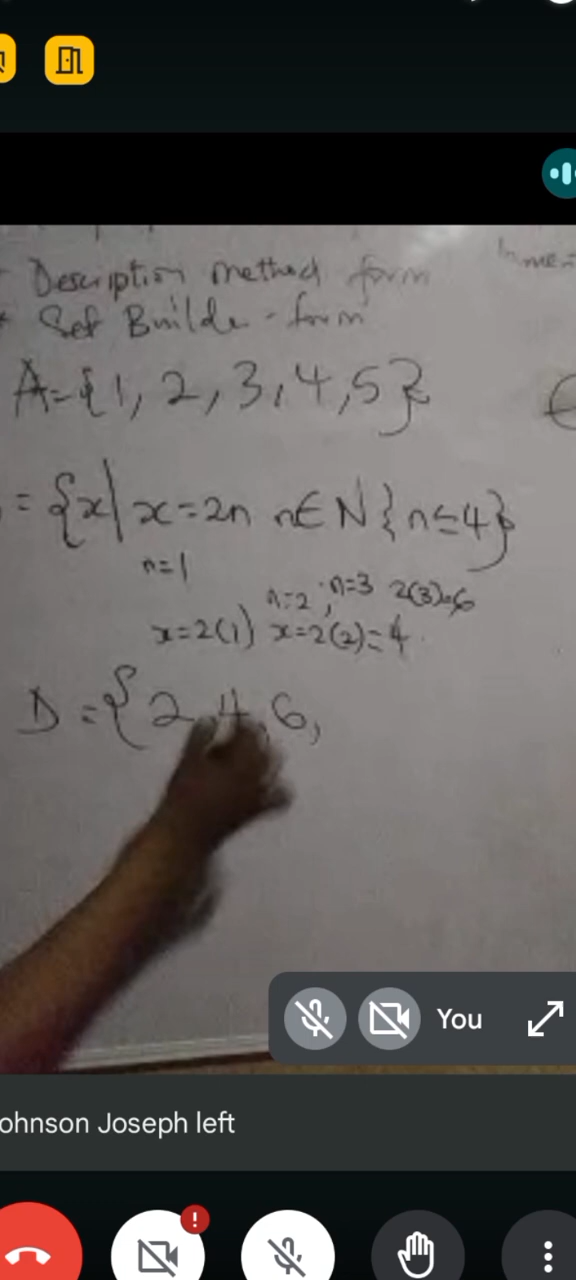 Description method form
Set Builde-form
A={1, 2, 3, 4, 5}
={x|x=2n n∈N{n≤4}
n=1
n=2, n=3 2(3)=6
x=2(1) x=2(2)=4
D={2,4,6,
You
ohnson Joseph left
!